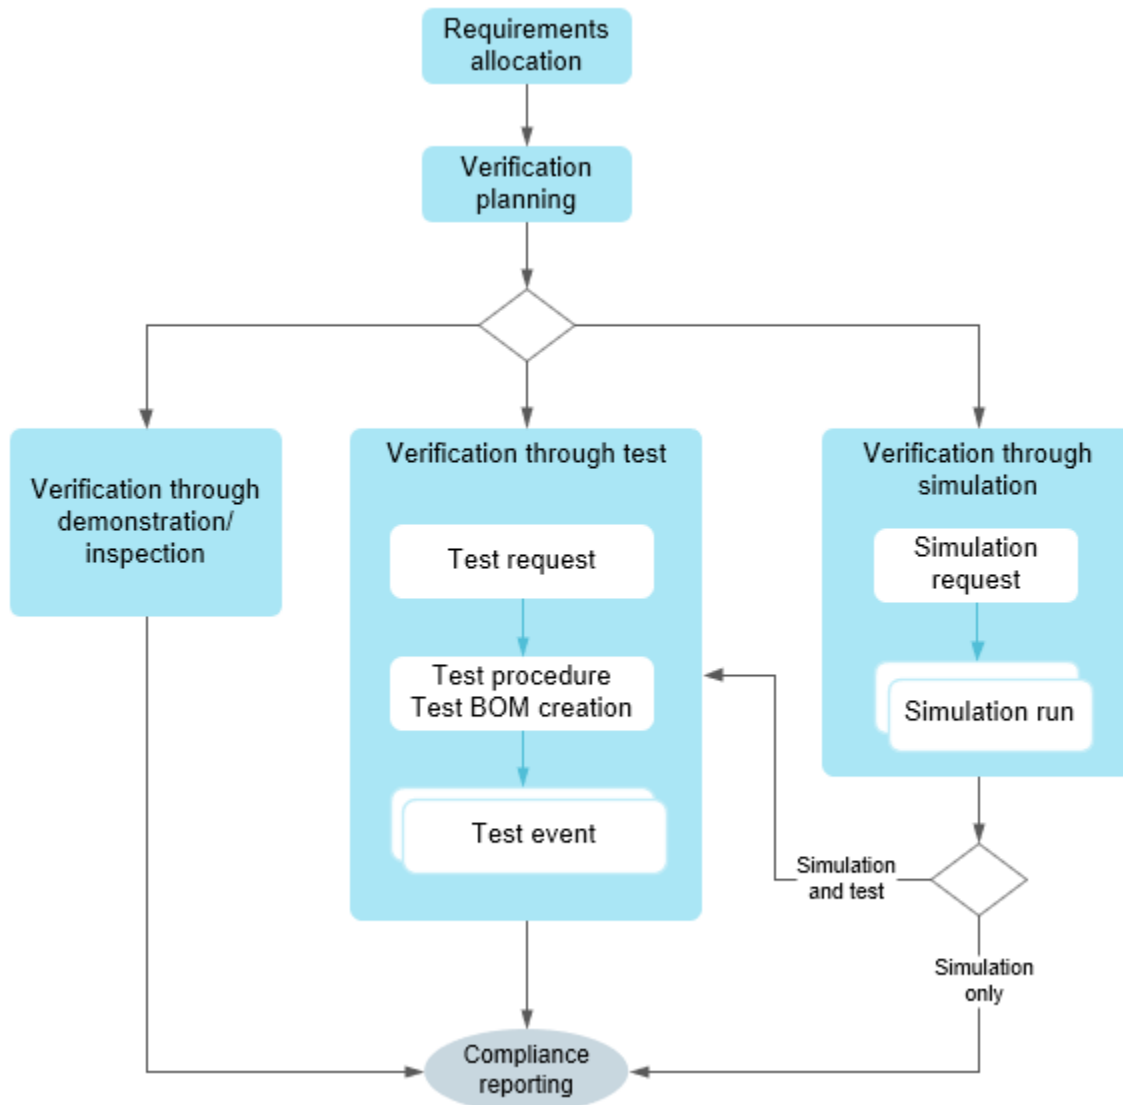 Requirements
allocation
Verification
planning
Verification through
demonstration/
inspection
Verification through test
Test request
Test procedure
Test BOM creation
Test event
Verification through
simulation
Simulation
request
Simulation run
Simulation
and test
Simulation
only
Compliance
reporting